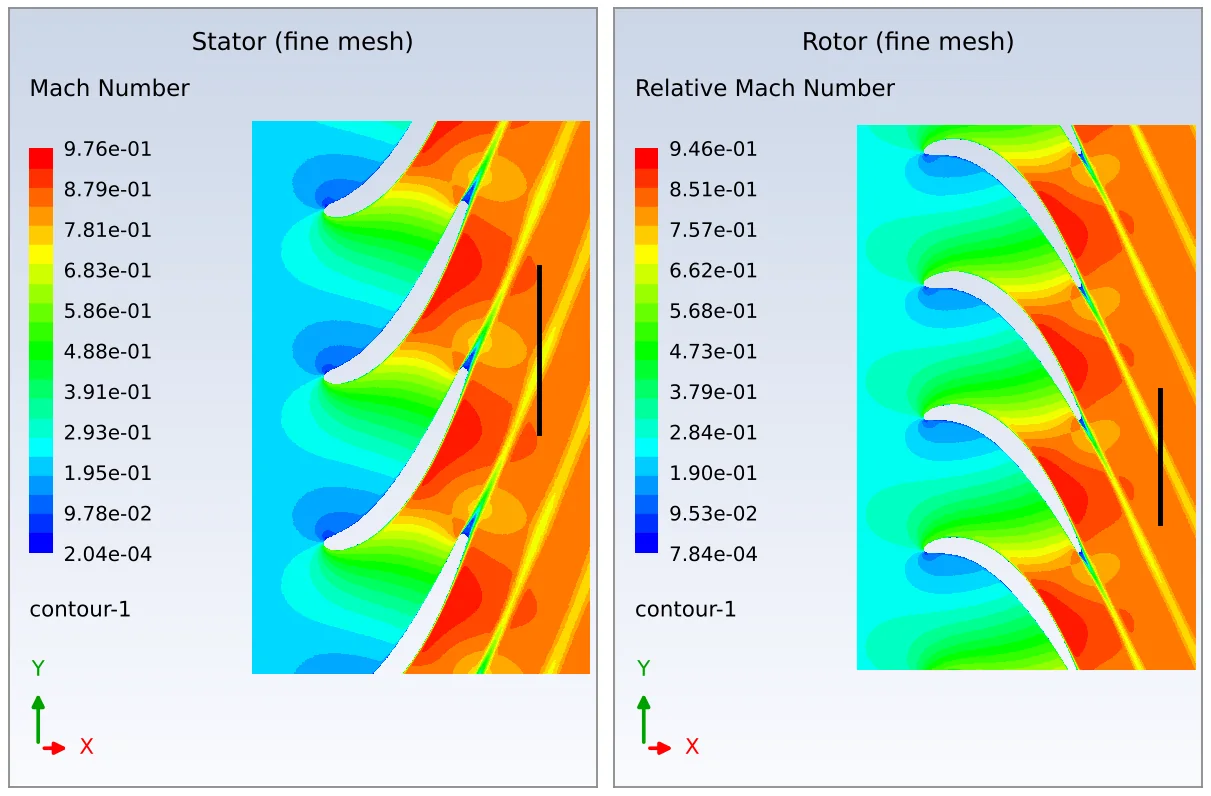 Stator (fine mesh)
Mach Number
9.76e-01
8.79e-01
7.81e-01
6.83e-01
5.86e-01
4.88e-01
3.91e-01
2.93e-01
1.95e-01
9.78e-02
2.04e-04
contour-1
Y
X
Rotor (fine mesh)
Relative Mach Number
9.46e-01
8.51e-01
7.57e-01
6.62e-01
5.68e-01
4.73e-01
3.79e-01
2.84e-01
1.90e-01
9.53e-02
7.84e-04
contour-1
Y
X